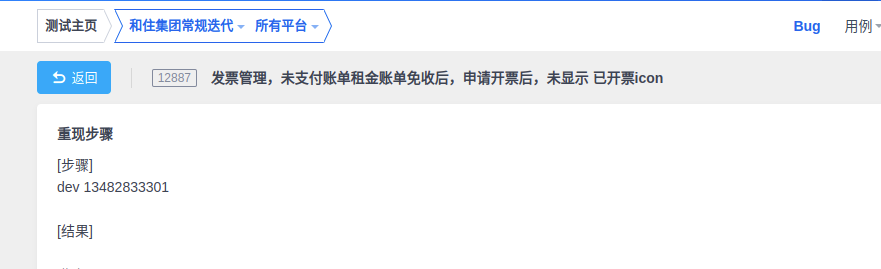 测试主页 和住集团常规迭代 所有平台 Bug 用例
返回 12887 发票管理，未支付账单租金账单免收后，申请开票后，未显示 已开票icon
重现步骤
[步骤]
dev 13482833301
[结果]